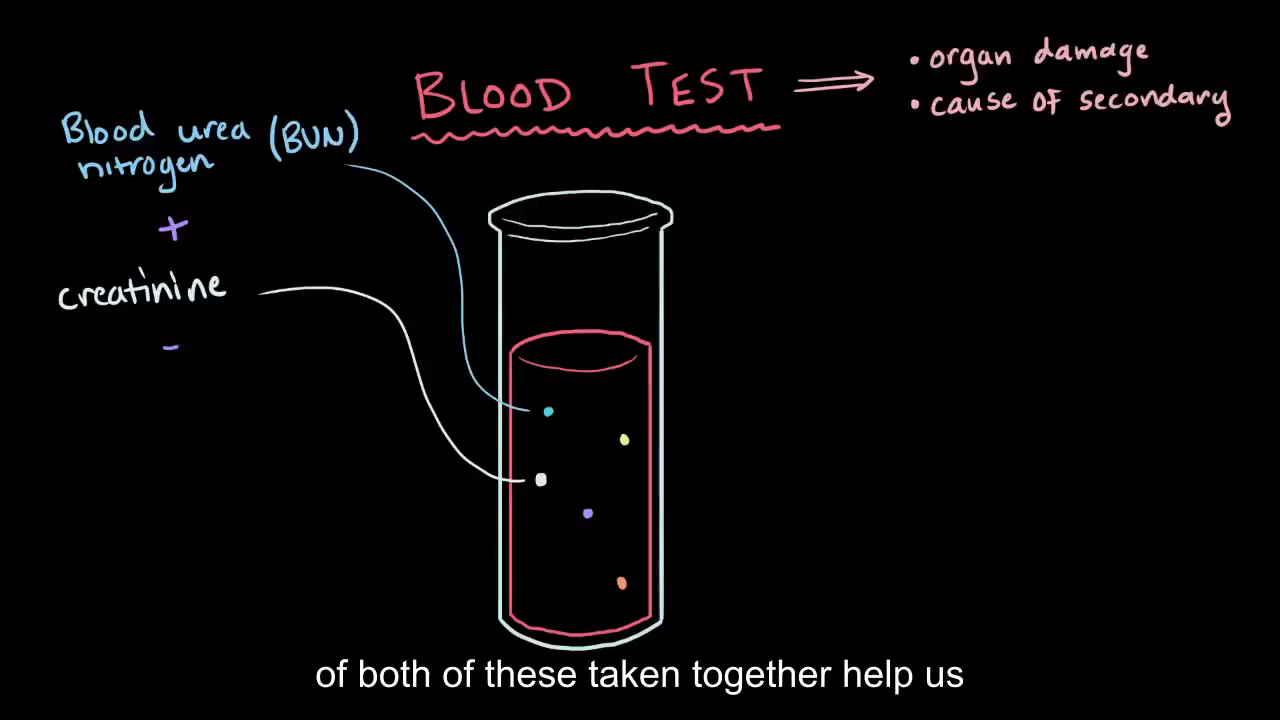 BLOOD TEST ⇒
• organ damage
• cause of secondary
Blood urea (BUN)
nitrogen
+
creatinine
-
of both of these taken together help us